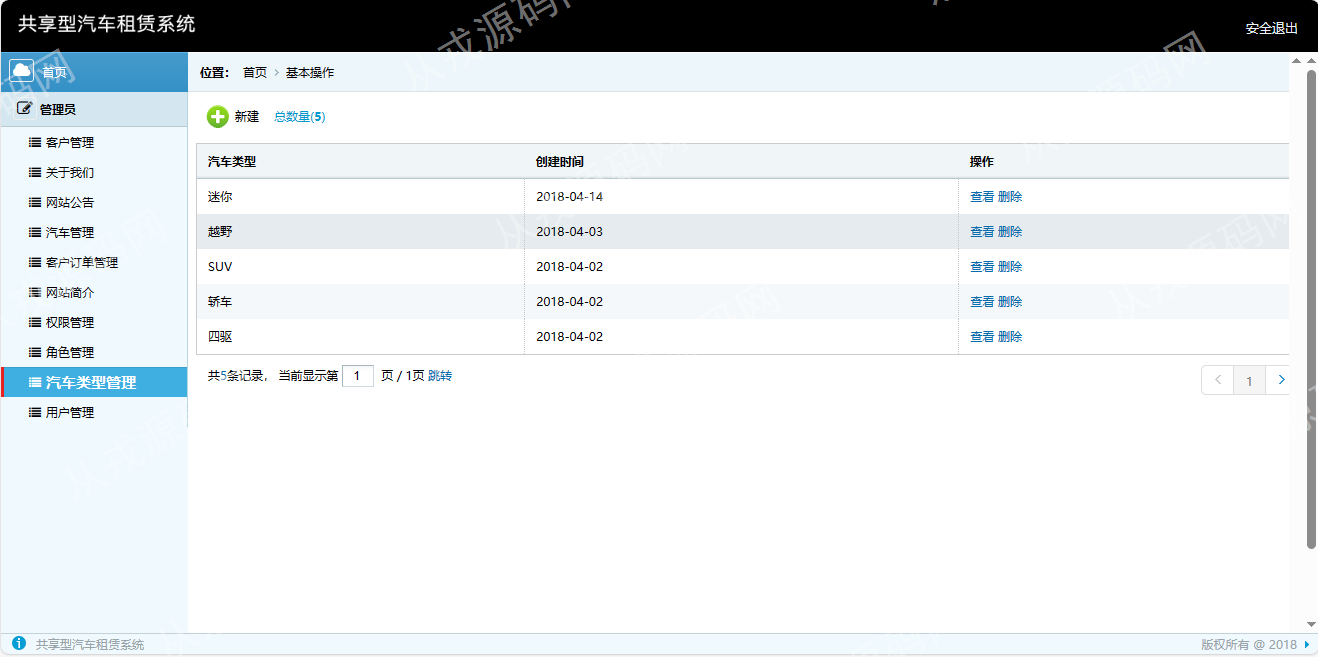 共享型汽车租赁系统
安全退出
首页
位置： 首页 > 基本操作
管理员
新建 总数量(5)
客户管理
关于我们
网站公告
汽车管理
客户订单管理
网站简介
权限管理
角色管理
汽车类型管理
用户管理
汽车类型 创建时间 操作
迷你 2018-04-14 查看 删除
越野 2018-04-03 查看 删除
SUV 2018-04-02 查看 删除
轿车 2018-04-02 查看 删除
四驱 2018-04-02 查看 删除
共5条记录， 当前显示第 1 页 / 1页 跳转
< 1 >
共享型汽车租赁系统
版权所有 @ 2018
从戎源码网